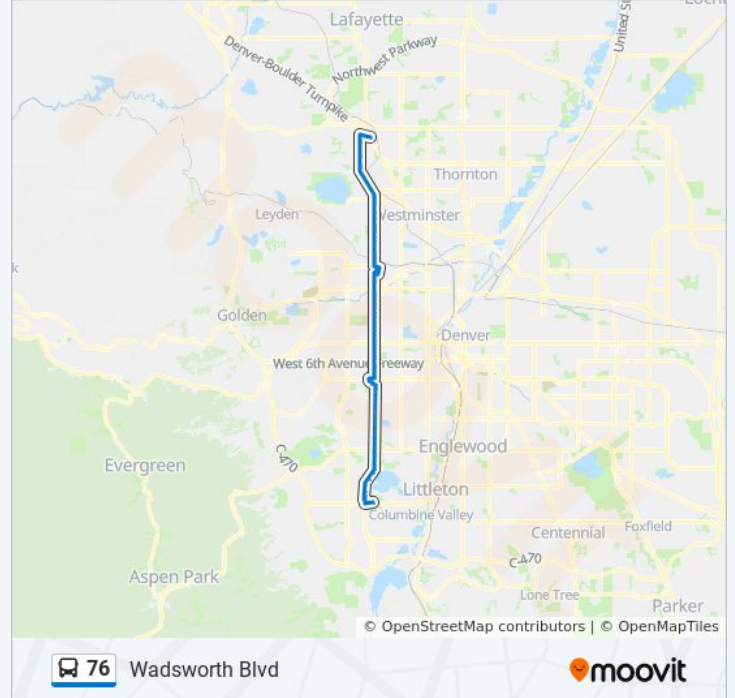 Lafayette
United S
Denver-Boulder Turnpike
Northwest Parkway
Thornton
Leyden
Westminster
k
Golden
Denver
West 6th Avenue Freeway
C-470
Englewood
Evergreen
Littleton
Columbine Valley
Foxfield
Centennial
C-470
Aspen Park
Lone Tree
Parker
© OpenStreetMap contributors | © OpenMapTiles
76 Wadsworth Blvd
moovit